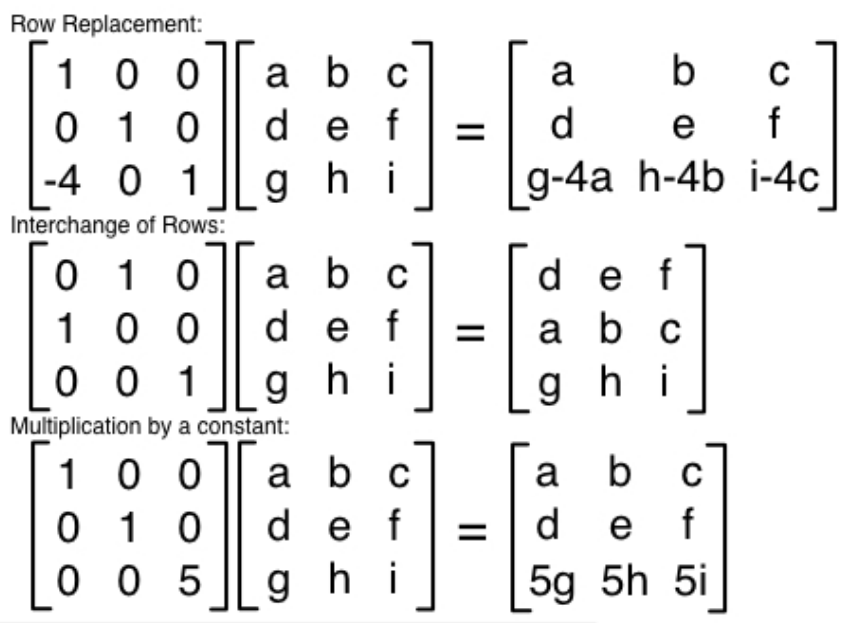 Row Replacement:
1 0 0 a b c a b c
0 1 0 d e f = d e f
-4 0 1 g h i g-4a h-4b i-4c
Interchange of Rows:
0 1 0 a b c d e f
1 0 0 d e f = a b c
0 0 1 g h i g h i
Multiplication by a constant:
1 0 0 a b c a b c
0 1 0 d e f = d e f
0 0 5 g h i 5g 5h 5i